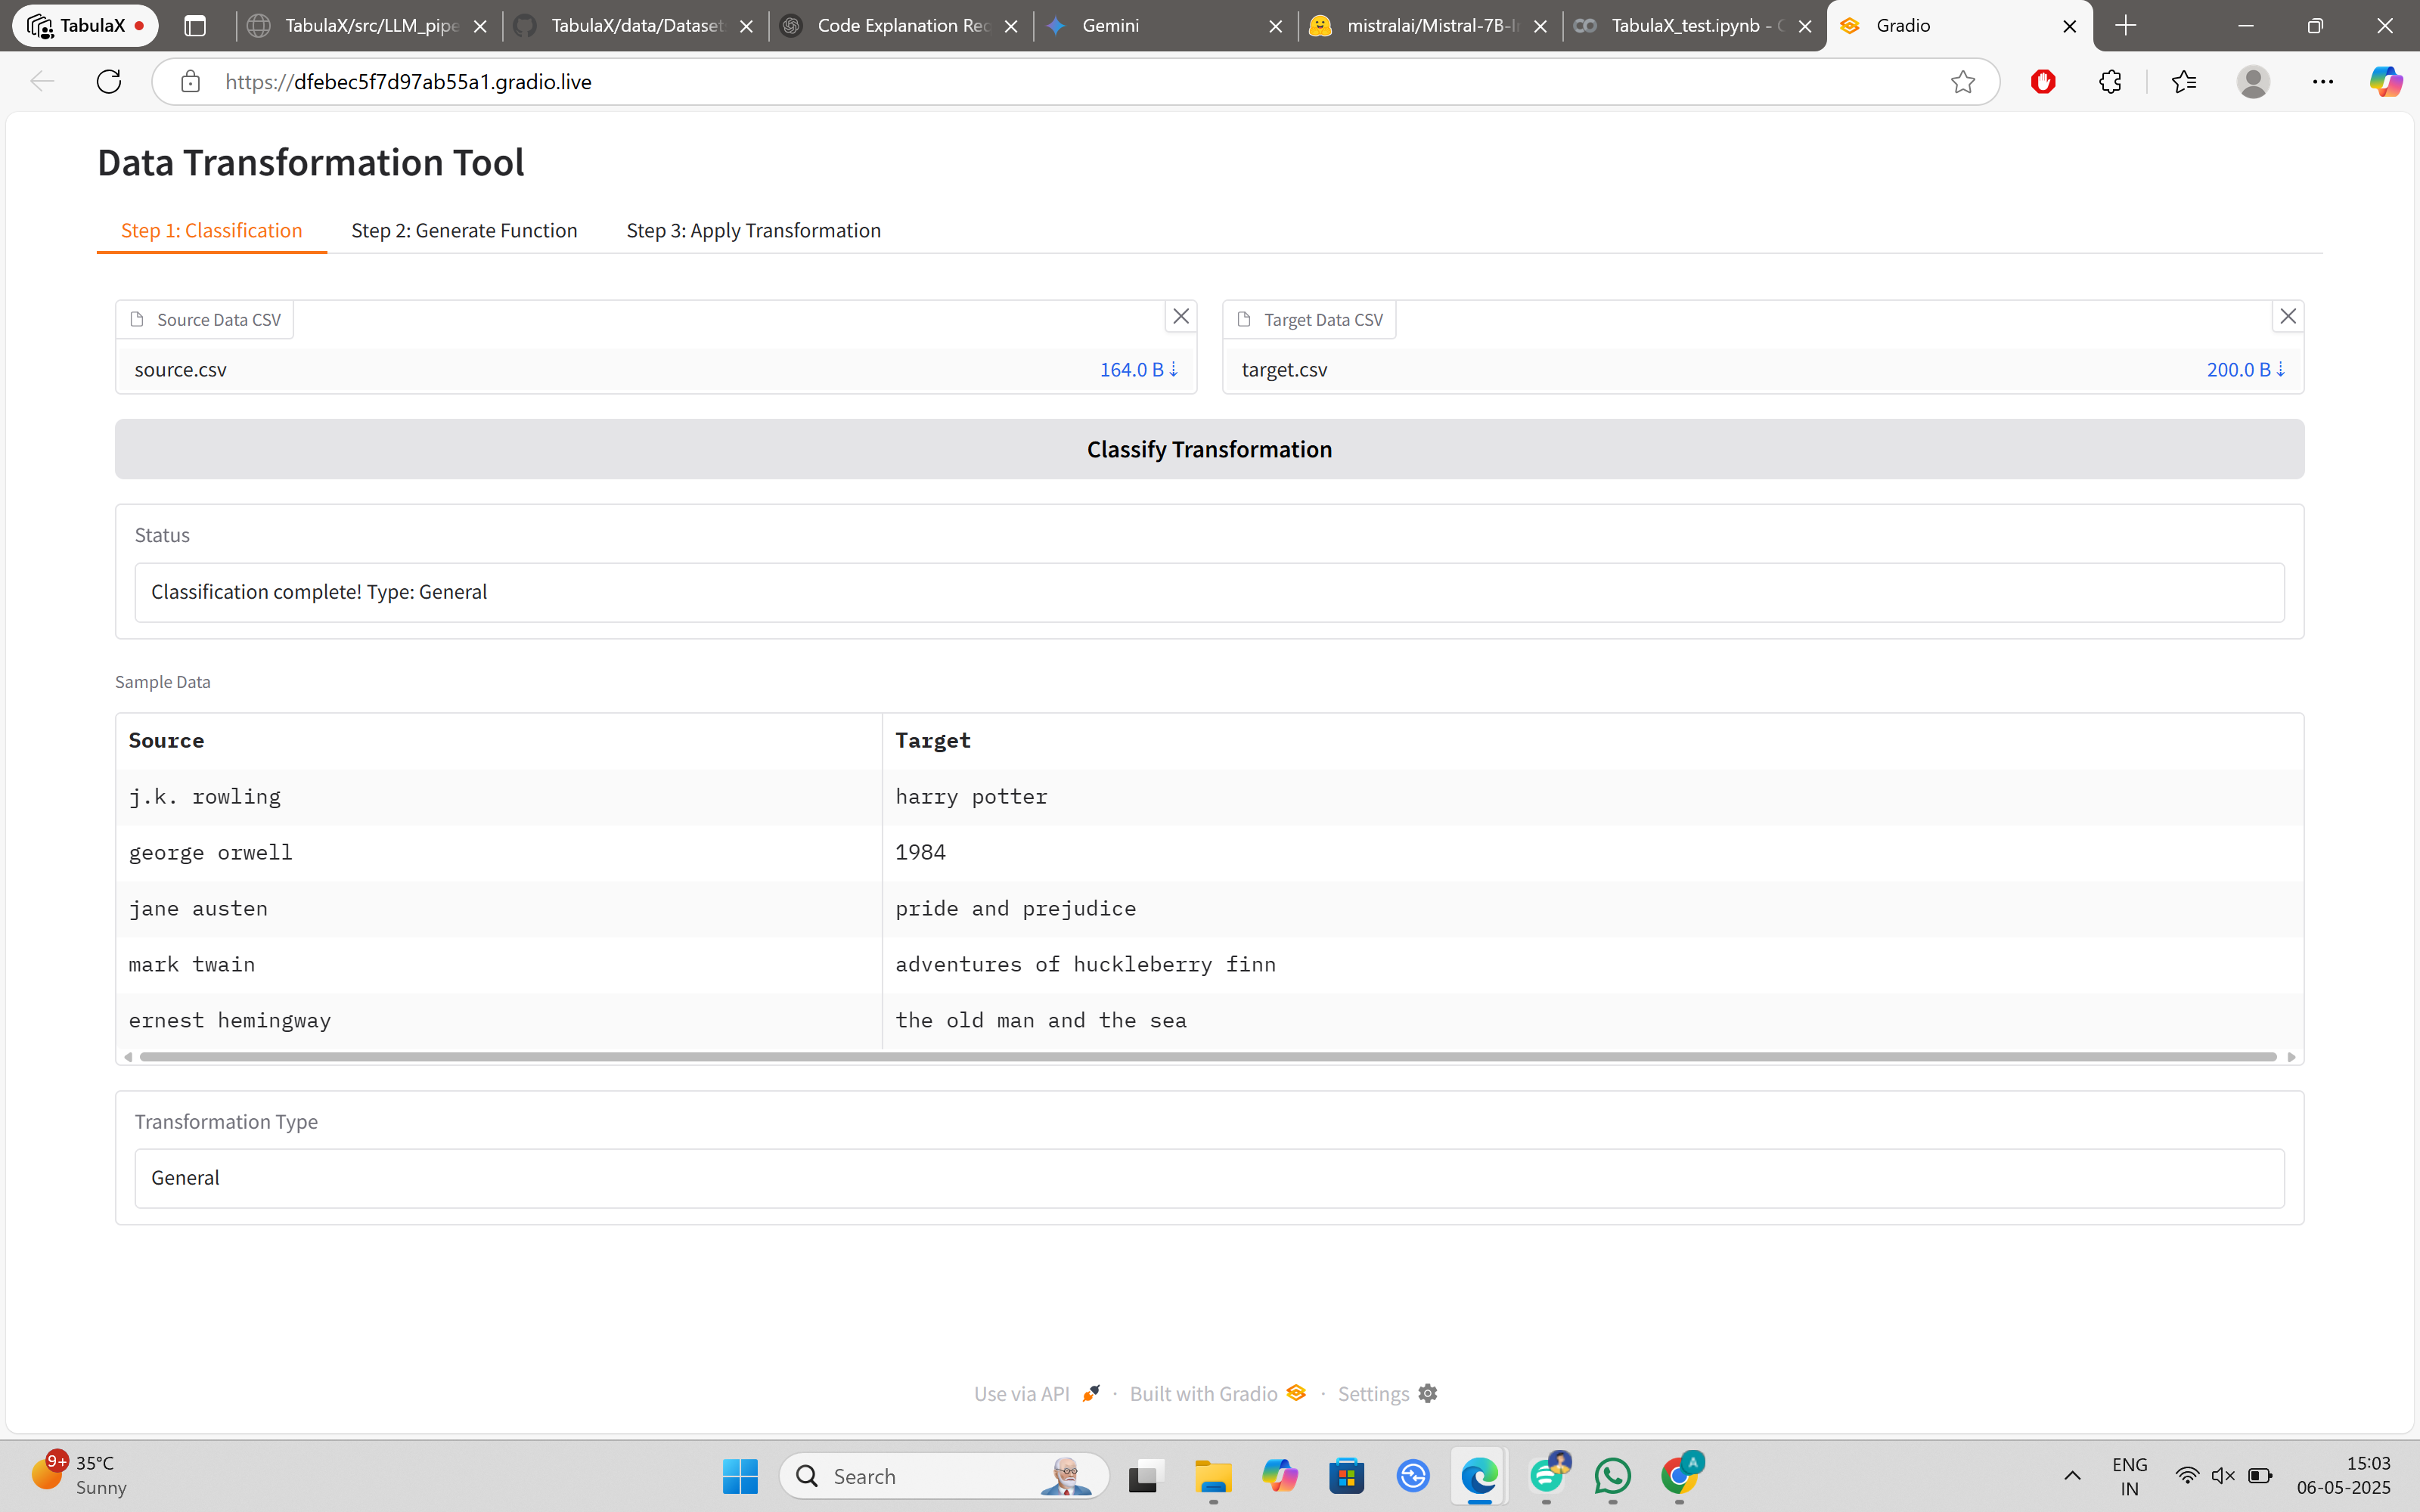 TabulaX
TabulaX/src/LLM_pipe
TabulaX/data/Dataset
Code Explanation Rec
Gemini
mistralai/Mistral-7B-I
TabulaX_test.ipynb - C
Gradio
https://dfebec5f7d97ab55a1.gradio.live
Data Transformation Tool
Step 1: Classification
Step 2: Generate Function
Step 3: Apply Transformation
Source Data CSV
source.csv
164.0 B ⇣
Target Data CSV
target.csv
200.0 B ⇣
Classify Transformation
Status
Classification complete! Type: General
Sample Data
Source Target
j.k. rowling harry potter
george orwell 1984
jane austen pride and prejudice
mark twain adventures of huckleberry finn
ernest hemingway the old man and the sea
Transformation Type
General
Use via API · Built with Gradio · Settings
9+
35°C
Sunny
Search
A
ENG
IN
15:03
06-05-2025